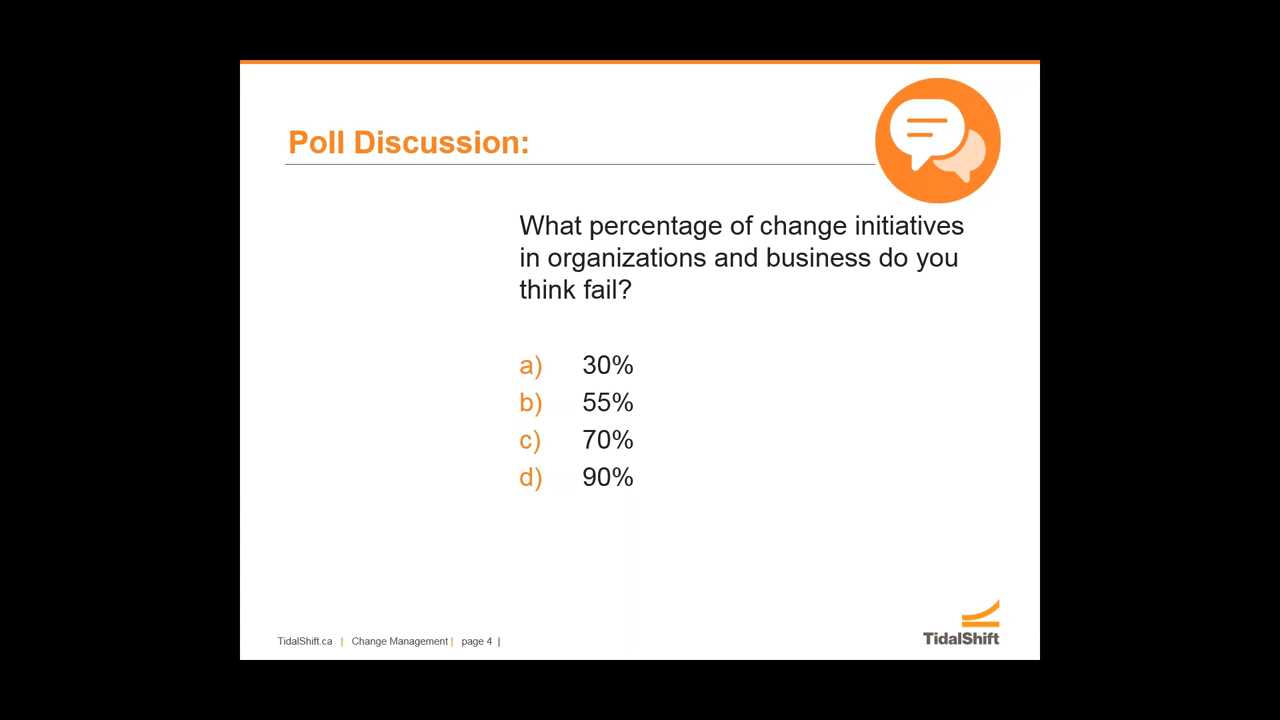 Poll Discussion:
What percentage of change initiatives
in organizations and business do you
think fail?
a) 30%
b) 55%
c) 70%
d) 90%
TidalShift.ca | Change Management | page 4 |
TidalShift